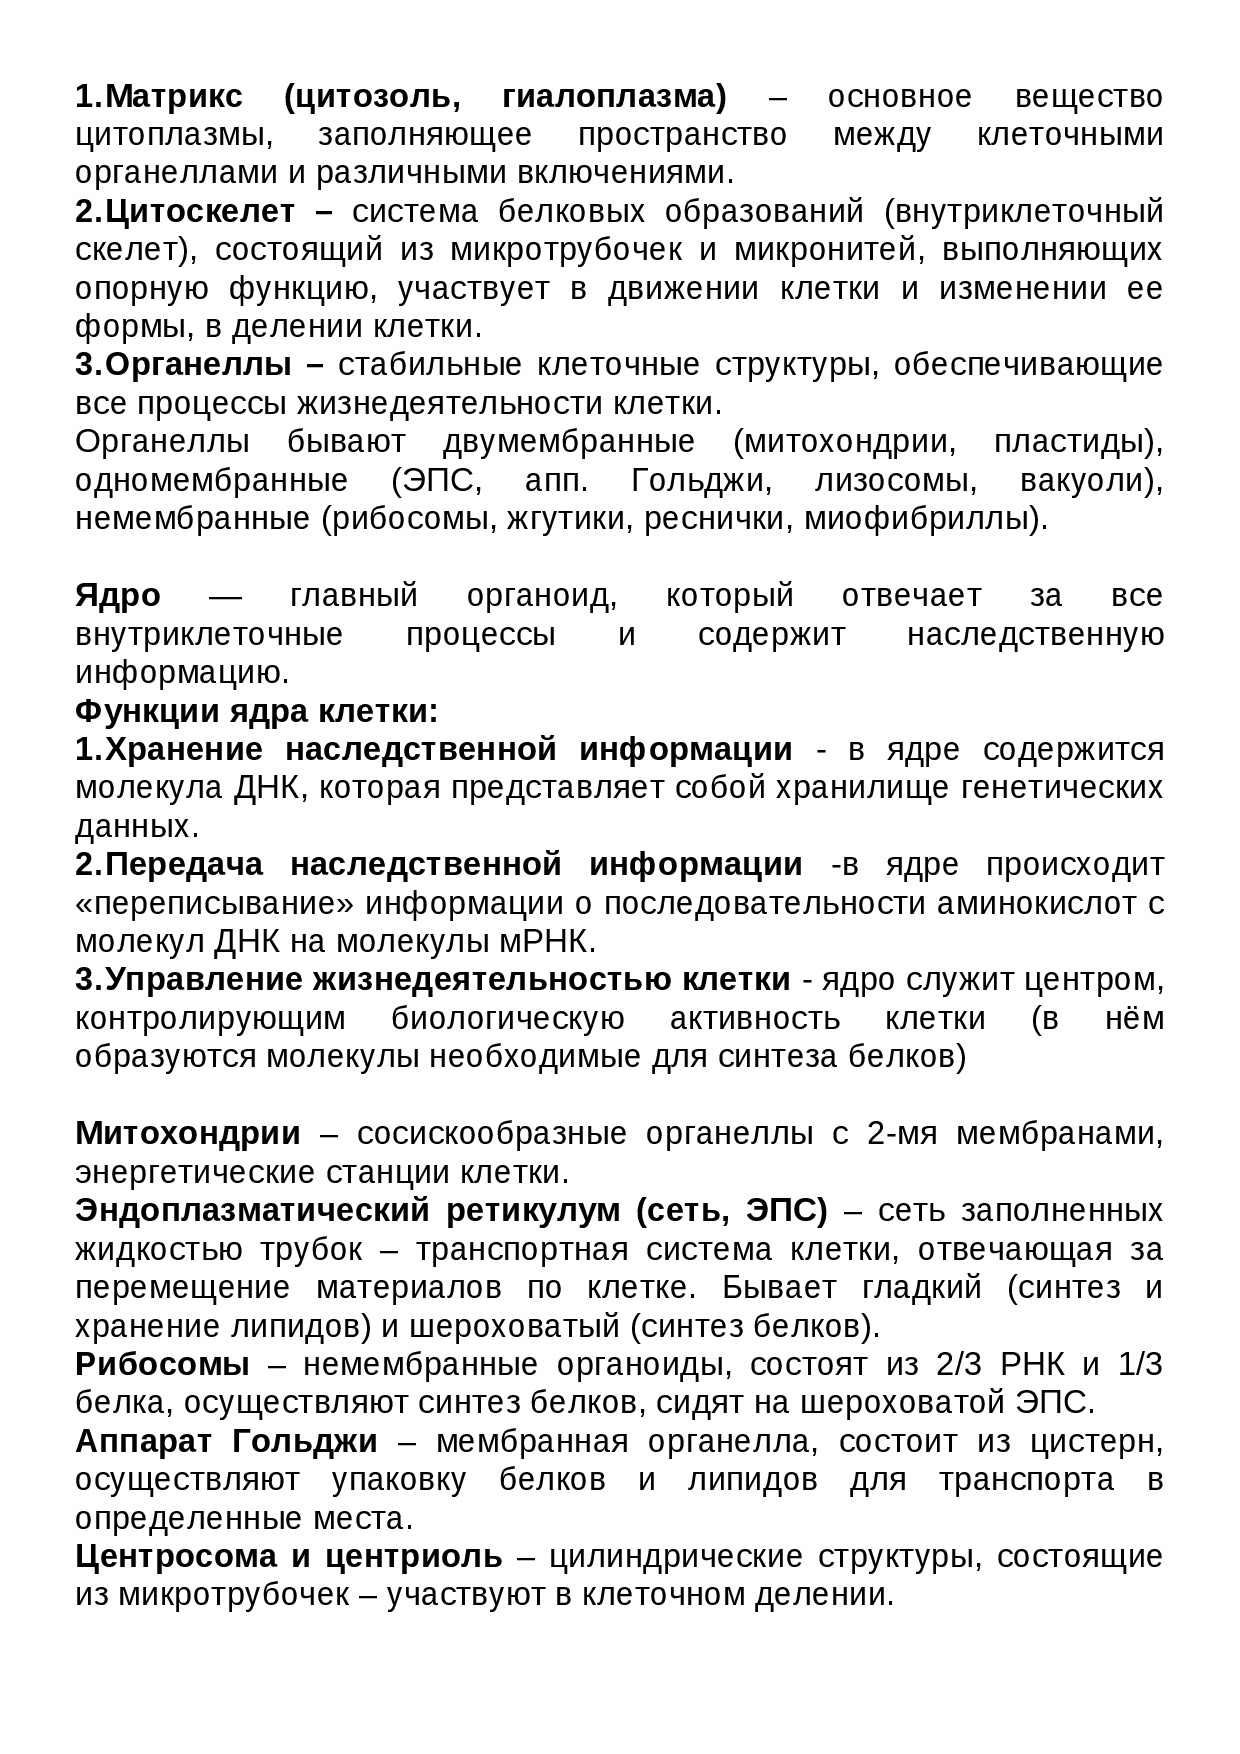 1.Матрикс (цитозоль, гиалоплазма) – основное вещество
цитоплазмы, заполняющее пространство между клеточными
органеллами и различными включениями.
2.Цитоскелет – система белковых образований (внутриклеточный
скелет), состоящий из микротрубочек и микронитей, выполняющих
опорную функцию, участвует в движении клетки и изменении ее
формы, в делении клетки.
3.Органеллы – стабильные клеточные структуры, обеспечивающие
все процессы жизнедеятельности клетки.
Органеллы бывают двумембранные (митохондрии, пластиды),
одномембранные (ЭПС, апп. Гольджи, лизосомы, вакуоли),
немембранные (рибосомы, жгутики, реснички, миофибриллы).
Ядро — главный органоид, который отвечает за все
внутриклеточные процессы и содержит наследственную
информацию.
Функции ядра клетки:
1.Хранение наследственной информации - в ядре содержится
молекула ДНК, которая представляет собой хранилище генетических
данных.
2.Передача наследственной информации -в ядре происходит
«переписывание» информации о последовательности аминокислот с
молекул ДНК на молекулы мРНК.
3.Управление жизнедеятельностью клетки - ядро служит центром,
контролирующим биологическую активность клетки (в нём
образуются молекулы необходимые для синтеза белков)
Митохондрии – сосискообразные органеллы с 2-мя мембранами,
энергетические станции клетки.
Эндоплазматический ретикулум (сеть, ЭПС) – сеть заполненных
жидкостью трубок – транспортная система клетки, отвечающая за
перемещение материалов по клетке. Бывает гладкий (синтез и
хранение липидов) и шероховатый (синтез белков).
Рибосомы – немембранные органоиды, состоят из 2/3 РНК и 1/3
белка, осуществляют синтез белков, сидят на шероховатой ЭПС.
Аппарат Гольджи – мембранная органелла, состоит из цистерн,
осуществляют упаковку белков и липидов для транспорта в
определенные места.
Центросома и центриоль – цилиндрические структуры, состоящие
из микротрубочек – участвуют в клеточном делении.